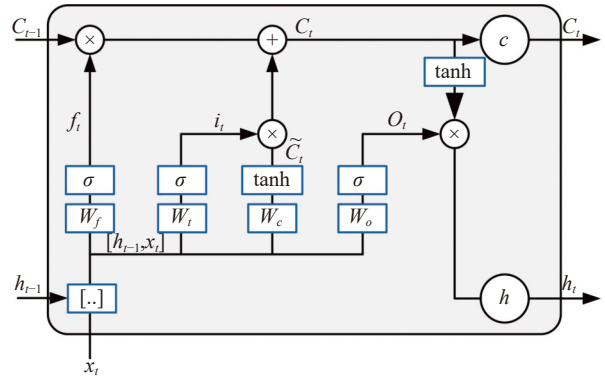 C_{t-1} × + C_t c C_t
tanh
f_t i_t × O_t ×
C̃_t
σ σ tanh σ
W_f W_t W_c W_o
[h_{t-1},x_t]
h_{t-1} [..] h h_t
x_t